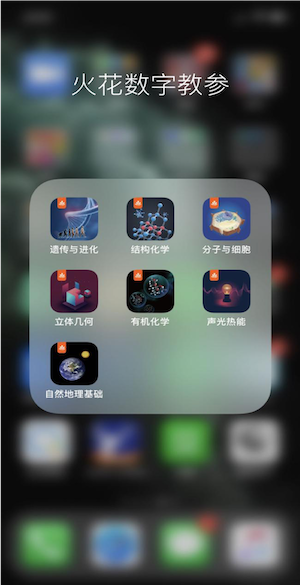 火花数字教参
遗传与进化
结构化学
分子与细胞
立体几何
有机化学
声光热能
自然地理基础